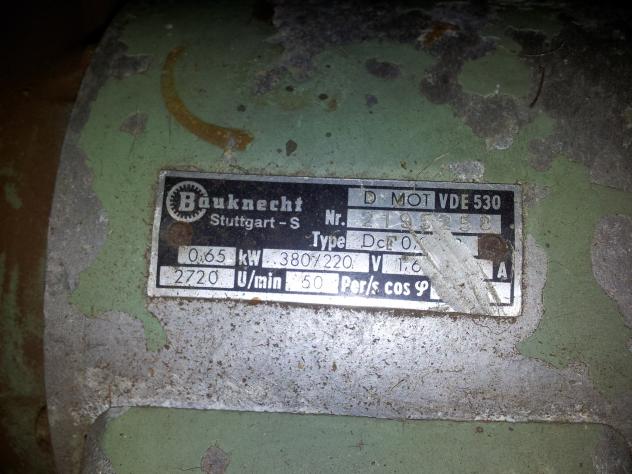 Bauknecht D MOT VDE 530
Stuttgart-S Nr.
Type
0,65 kW 380/220 V A
2720 U/min 50 Per/s cos φ